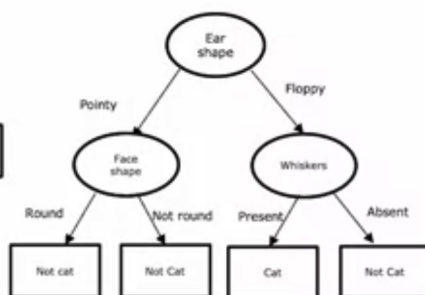 Ear
shape
Pointy
Floppy
Face
shape
Whiskers
Round
Not round
Present
Absent
Not cat
Not Cat
Cat
Not Cat